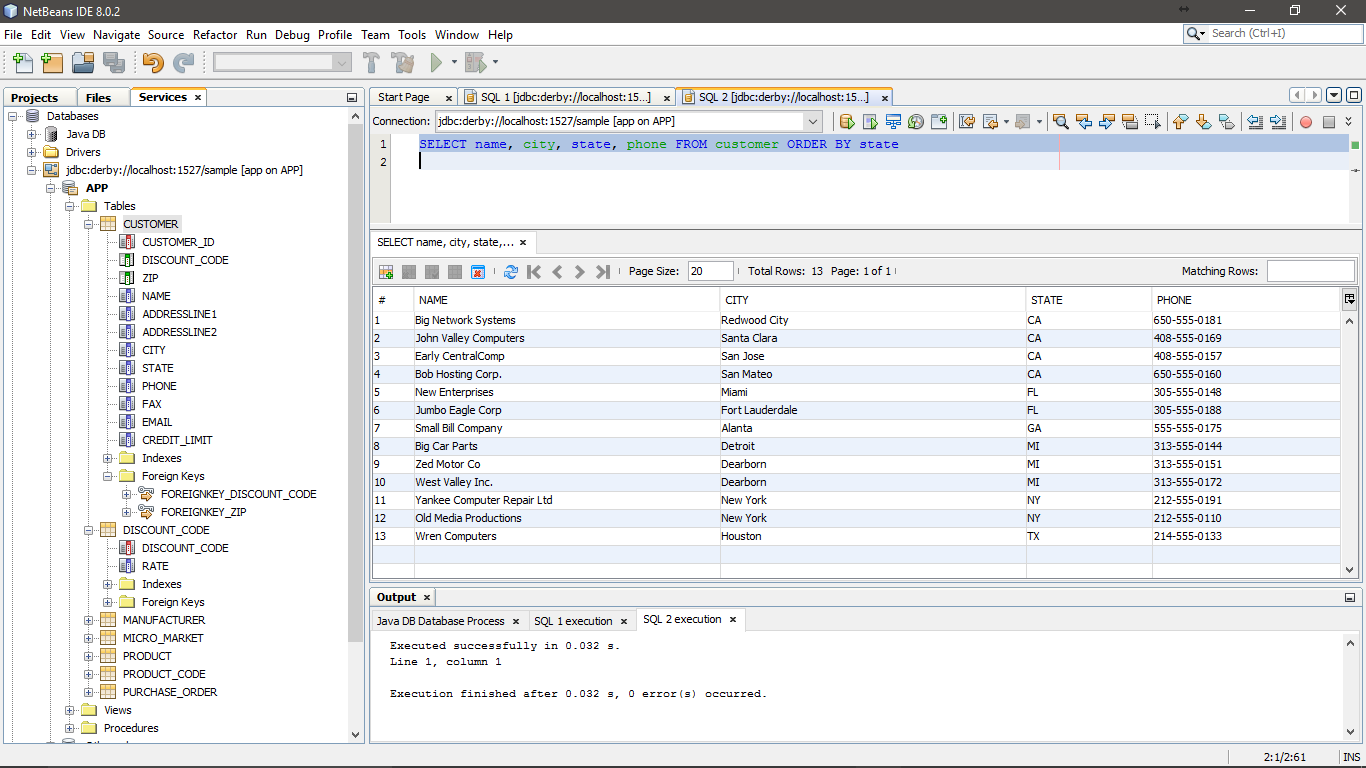 NetBeans IDE 8.0.2
File Edit View Navigate Source Refactor Run Debug Profile Team Tools Window Help
Search (Ctrl+I)
Projects Files Services
Databases
Java DB
Drivers
jdbc:derby://localhost:1527/sample [app on APP]
APP
Tables
CUSTOMER
CUSTOMER_ID
DISCOUNT_CODE
ZIP
NAME
ADDRESSLINE1
ADDRESSLINE2
CITY
STATE
PHONE
FAX
EMAIL
CREDIT_LIMIT
Indexes
Foreign Keys
FOREIGNKEY_DISCOUNT_CODE
FOREIGNKEY_ZIP
DISCOUNT_CODE
DISCOUNT_CODE
RATE
Indexes
Foreign Keys
MANUFACTURER
MICRO_MARKET
PRODUCT
PRODUCT_CODE
PURCHASE_ORDER
Views
Procedures
Start Page SQL 1 [jdbc:derby://localhost:15...] SQL 2 [jdbc:derby://localhost:15...]
Connection: jdbc:derby://localhost:1527/sample [app on APP]
1 SELECT name, city, state, phone FROM customer ORDER BY state
2
SELECT name, city, state,...
Page Size: 20 Total Rows: 13 Page: 1 of 1 Matching Rows:
# NAME CITY STATE PHONE
1 Big Network Systems Redwood City CA 650-555-0181
2 John Valley Computers Santa Clara CA 408-555-0169
3 Early CentralComp San Jose CA 408-555-0157
4 Bob Hosting Corp. San Mateo CA 650-555-0160
5 New Enterprises Miami FL 305-555-0148
6 Jumbo Eagle Corp Fort Lauderdale FL 305-555-0188
7 Small Bill Company Alanta GA 555-555-0175
8 Big Car Parts Detroit MI 313-555-0144
9 Zed Motor Co Dearborn MI 313-555-0151
10 West Valley Inc. Dearborn MI 313-555-0172
11 Yankee Computer Repair Ltd New York NY 212-555-0191
12 Old Media Productions New York NY 212-555-0110
13 Wren Computers Houston TX 214-555-0133
Output
Java DB Database Process SQL 1 execution SQL 2 execution
Executed successfully in 0.032 s.
Line 1, column 1
Execution finished after 0.032 s, 0 error(s) occurred.
2:1/2:61 INS